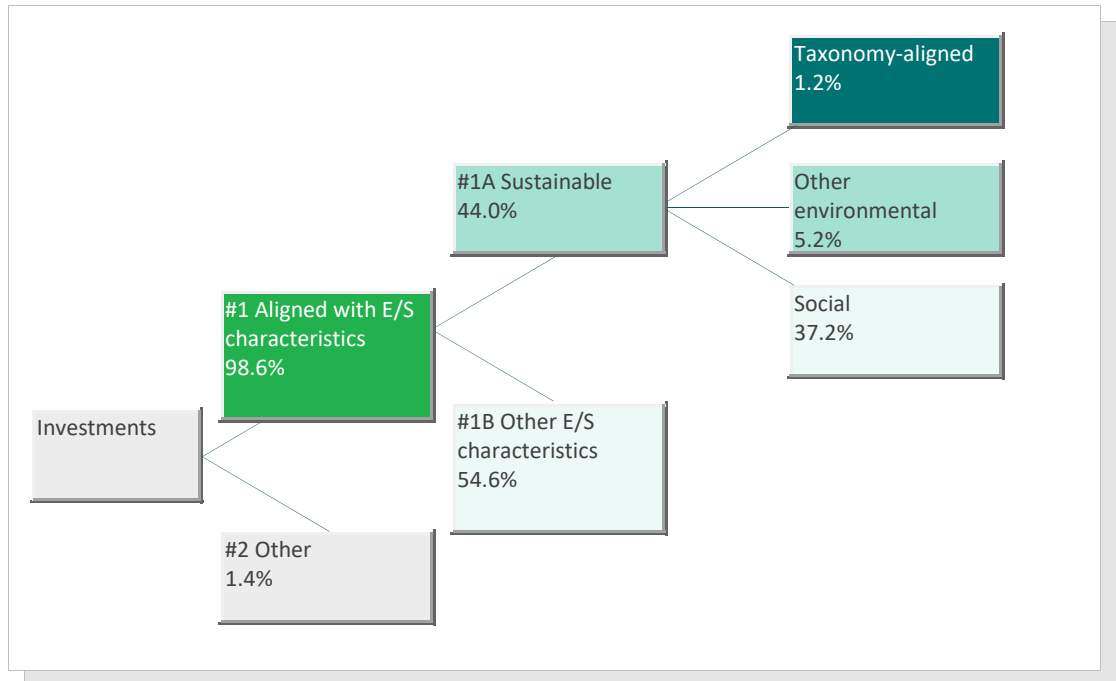 Taxonomy-aligned
1.2%
#1A Sustainable
44.0%
Other
environmental
5.2%
Social
37.2%
#1 Aligned with E/S
characteristics
98.6%
#1B Other E/S
characteristics
54.6%
Investments
#2 Other
1.4%